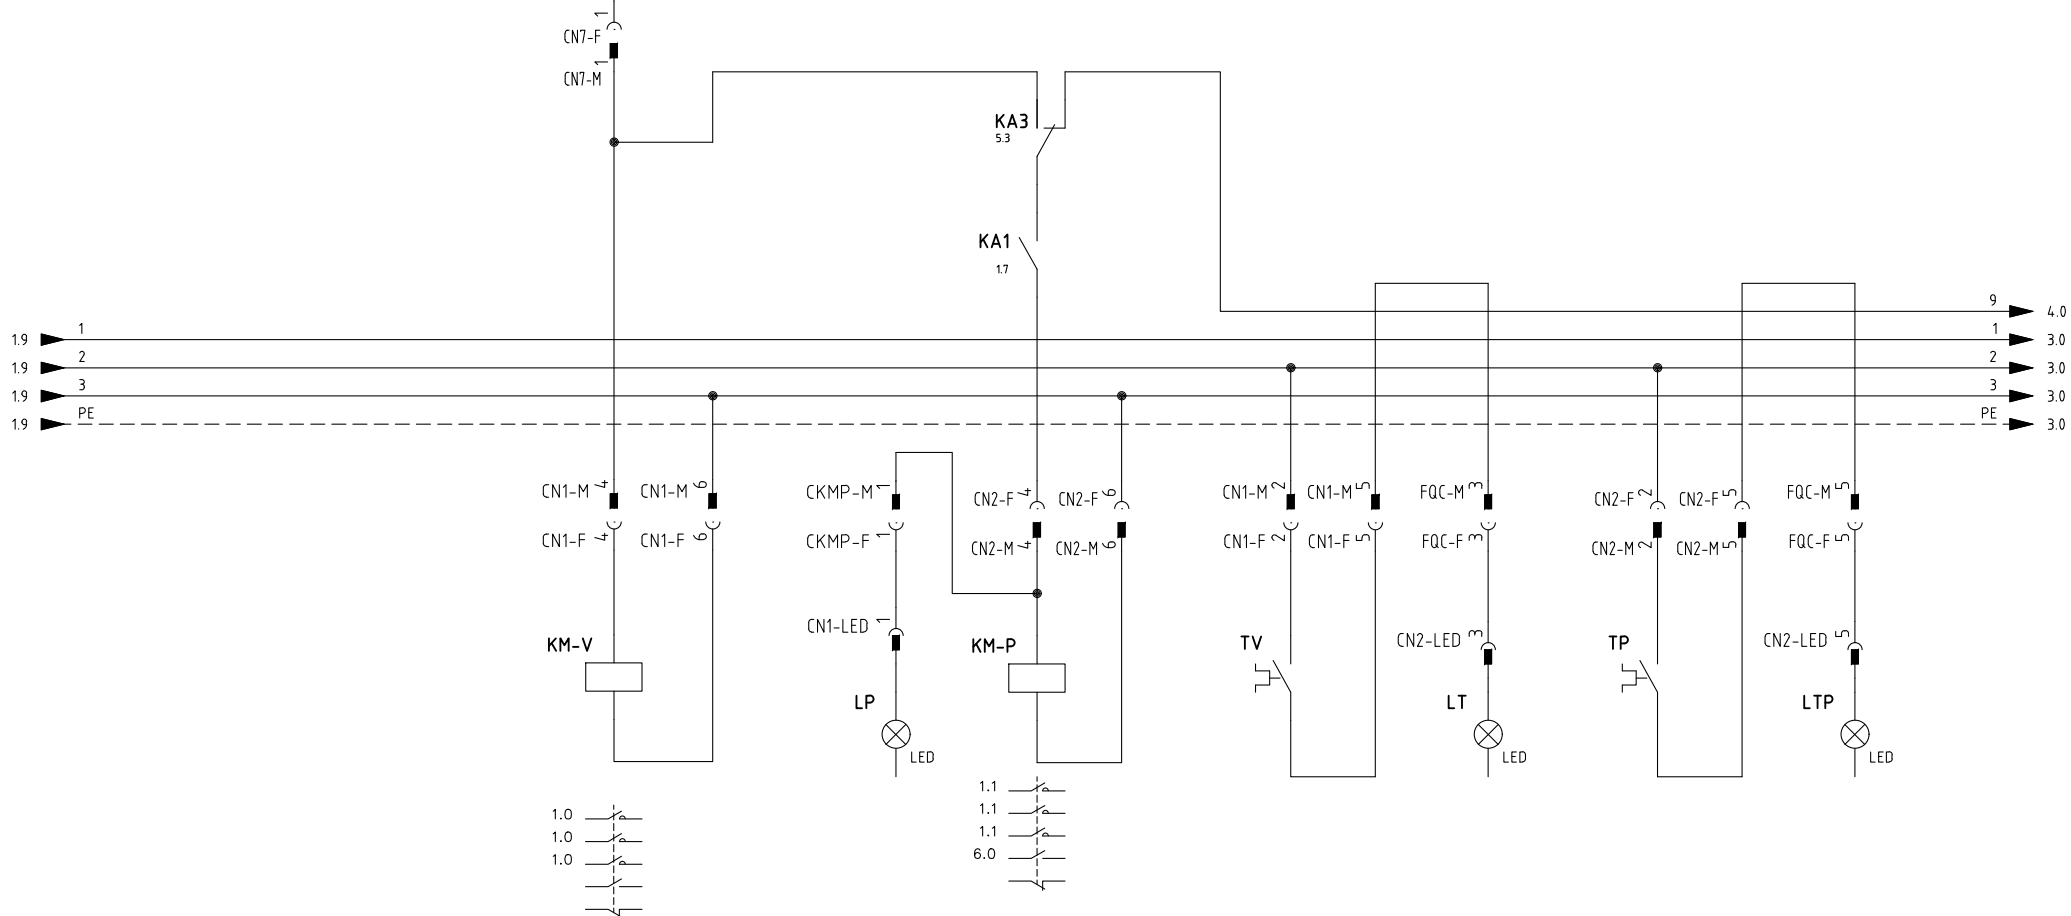 1
CN7-F
1
CN7-M
KA3
5.3
KA1
1.7
9 4.0
1.9 1 1 3.0
1.9 2 2 3.0
1.9 3 3 3.0
1.9 PE PE 3.0
CN1-M 4 CN1-M 6 CKMP-M 1 CN2-F 4 CN2-F 6 CN1-M 2 CN1-M 5 FQC-M 3 CN2-F 2 CN2-F 5 FQC-M 5
CN1-F 4 CN1-F 6 CKMP-F 1 CN2-M 4 CN2-M 6 CN1-F 2 CN1-F 5 FQC-F 3 CN2-M 2 CN2-M 5 FQC-F 5
CN1-LED 1 CN2-LED 3 CN2-LED 5
KM-V KM-P TV TP
LP LT LTP
LED LED LED
1.1
1.1
1.1
6.0
1.0
1.0
1.0